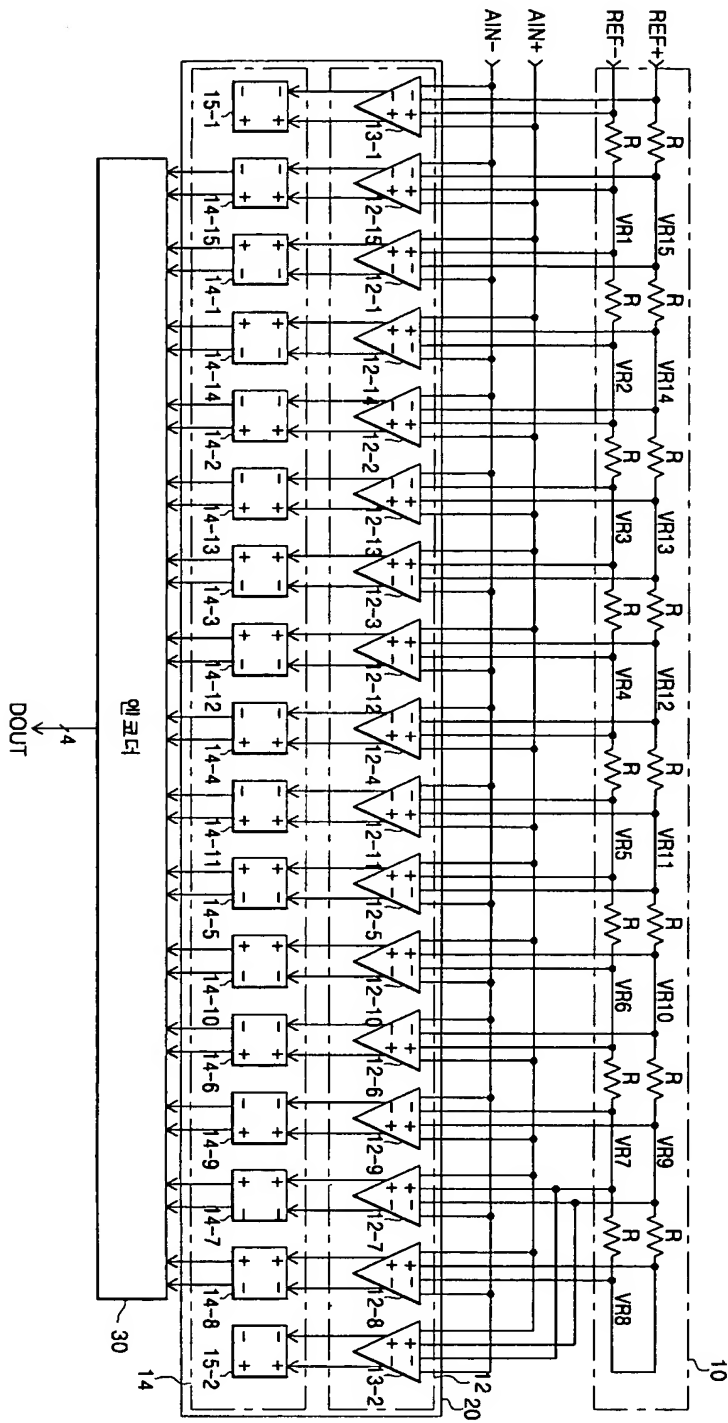 10
REF+
R R R R R R R R
VR15 VR14 VR13 VR12 VR11 VR10 VR9
REF-
R R R R R R R R
VR1 VR2 VR3 VR4 VR5 VR6 VR7 VR8
AIN+
AIN-
20
12
13-1 12-15 12-1 12-14 12-2 12-13 12-3 12-12 12-4 12-11 12-5 12-10 12-6 12-9 12-7 12-8 13-2
15-1 14-15 14-1 14-14 14-2 14-13 14-3 14-12 14-4 14-11 14-5 14-10 14-6 14-9 14-7 14-8 15-2
14
엔코더
30
4
DOUT